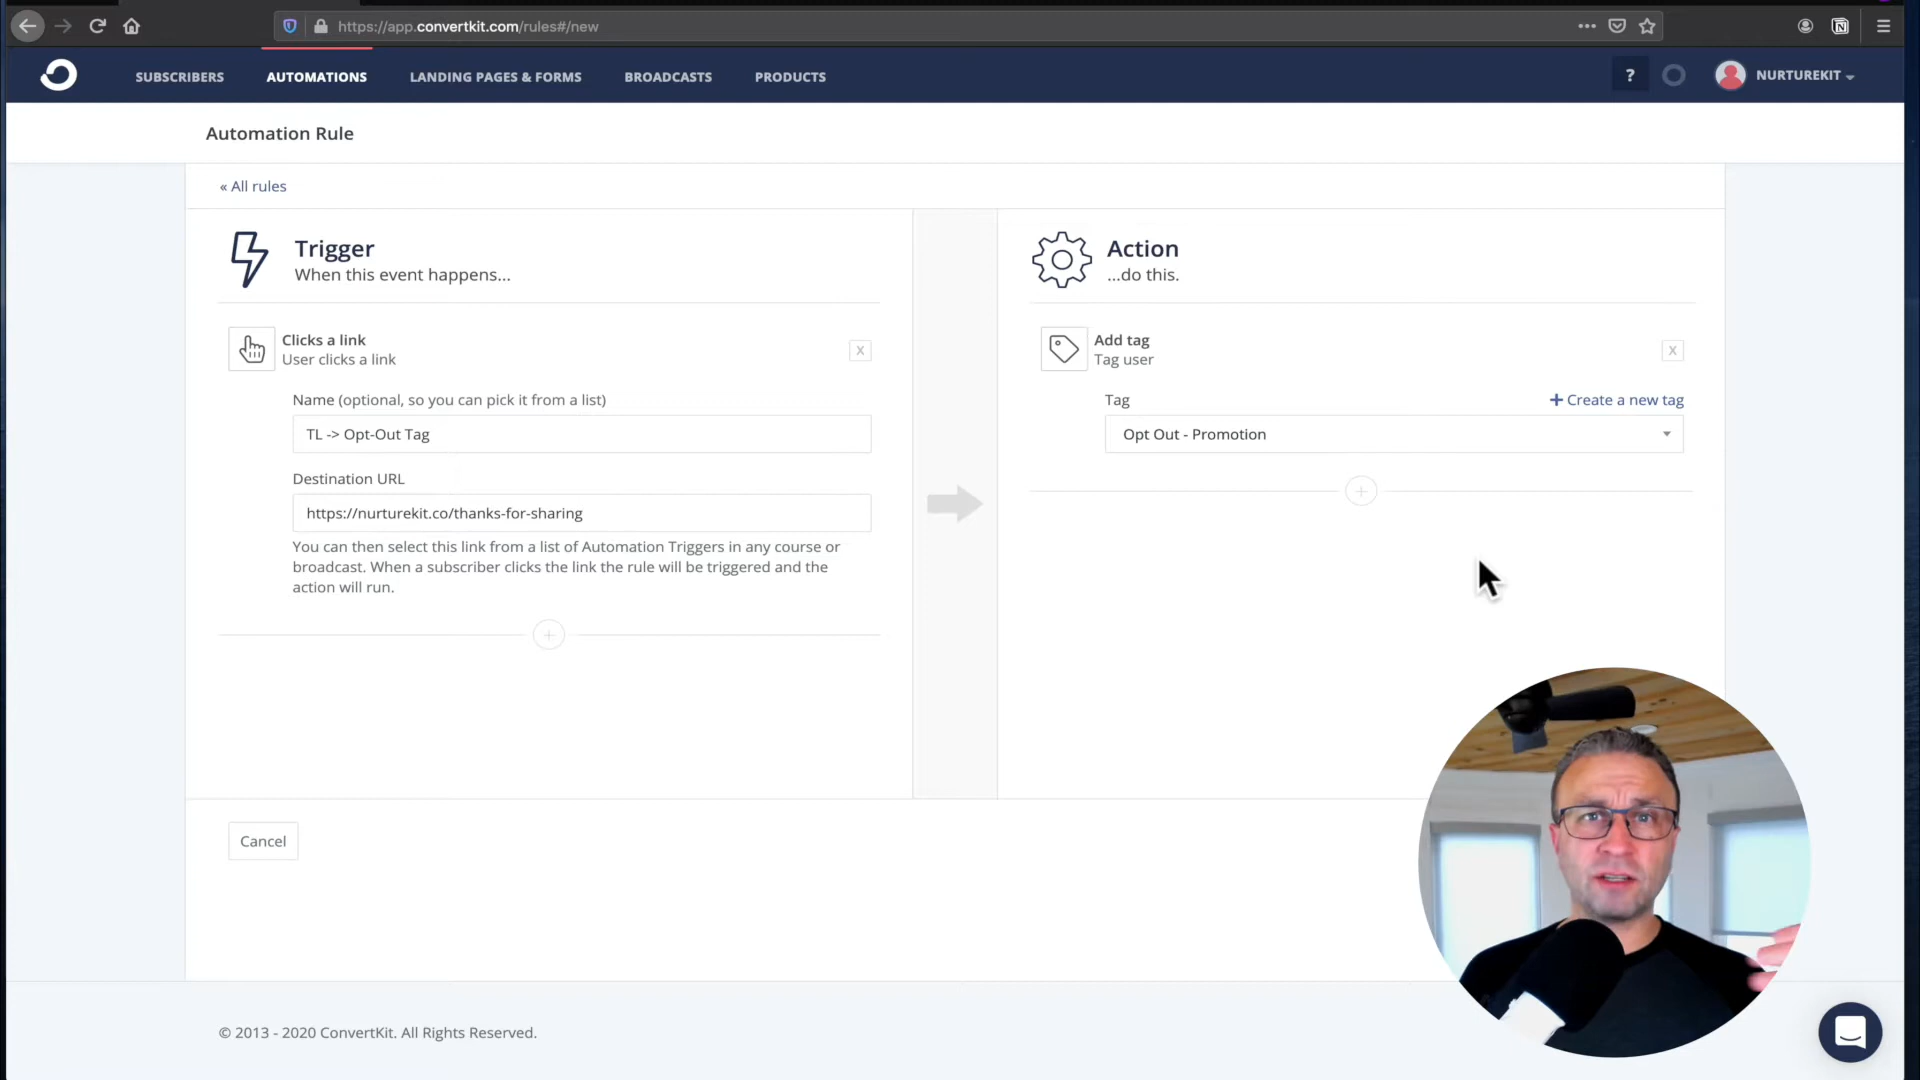 https://app.convertkit.com/rules#/new
SUBSCRIBERS
AUTOMATIONS
LANDING PAGES & FORMS
BROADCASTS
PRODUCTS
?
NURTUREKIT
Automation Rule
« All rules
Trigger
When this event happens...
Clicks a link
User clicks a link
X
Name (optional, so you can pick it from a list)
TL -> Opt-Out Tag
Destination URL
https://nurturekit.co/thanks-for-sharing
You can then select this link from a list of Automation Triggers in any course or
broadcast. When a subscriber clicks the link the rule will be triggered and the
action will run.
Action
...do this.
Add tag
Tag user
X
Tag
+ Create a new tag
Opt Out - Promotion
Cancel
© 2013 - 2020 ConvertKit. All Rights Reserved.